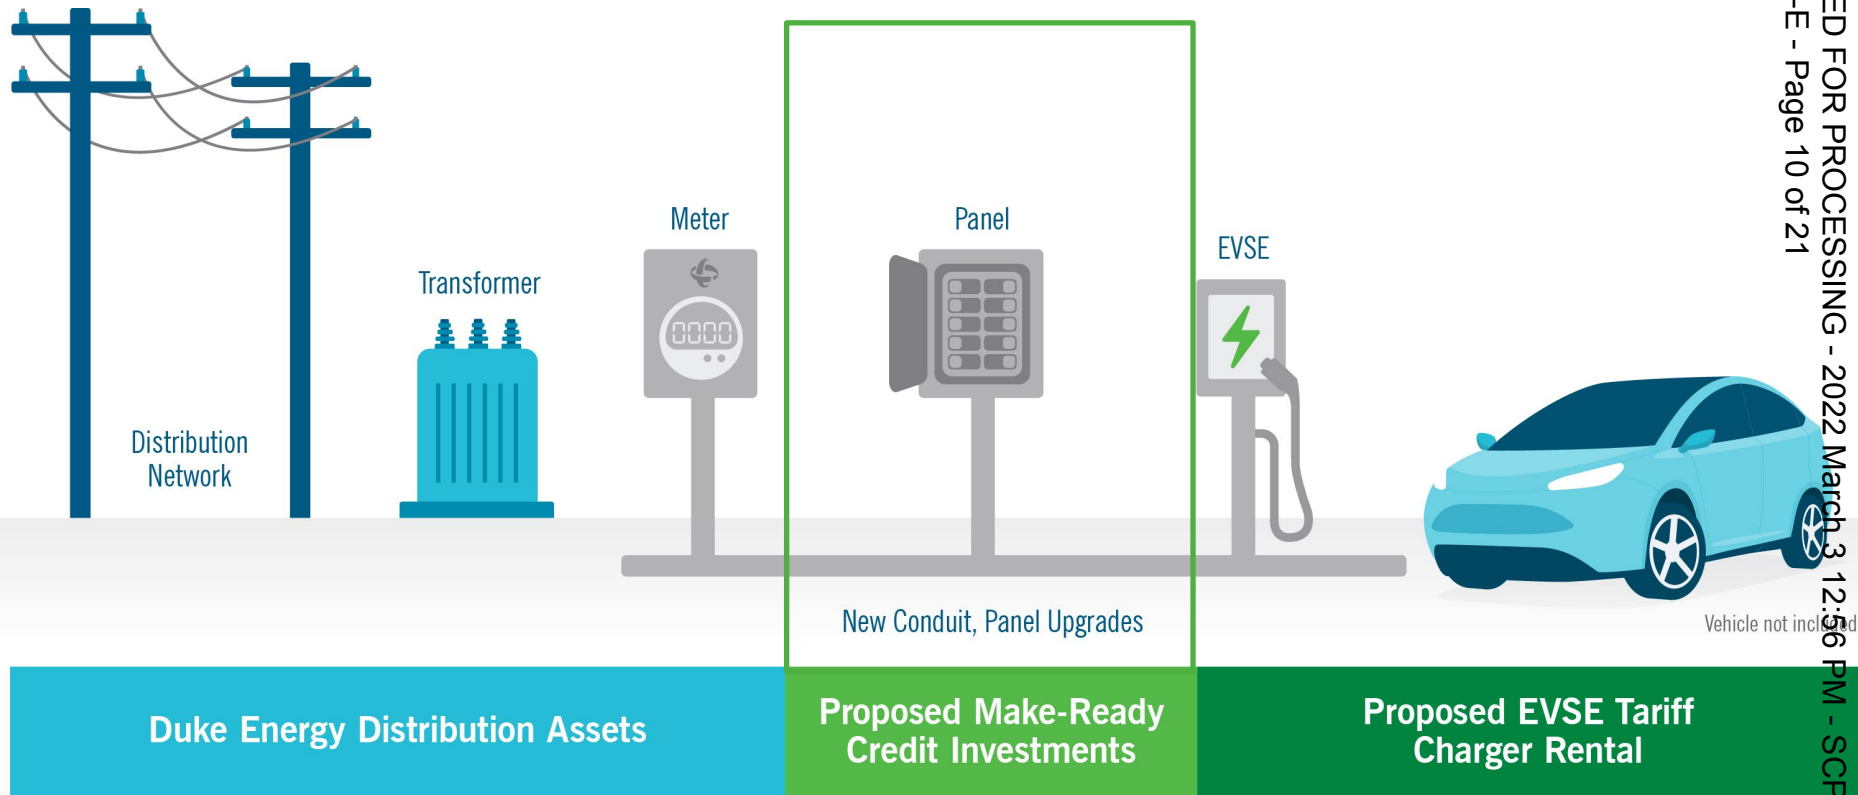 Meter
Panel
EVSE
Transformer
0000
Distribution
Network
New Conduit, Panel Upgrades
Vehicle not included
Duke Energy Distribution Assets
Proposed Make-Ready
Credit Investments
Proposed EVSE Tariff
Charger Rental
ED FOR PROCESSING - 2022 March 3 12:56 PM - SCP
-E - Page 10 of 21